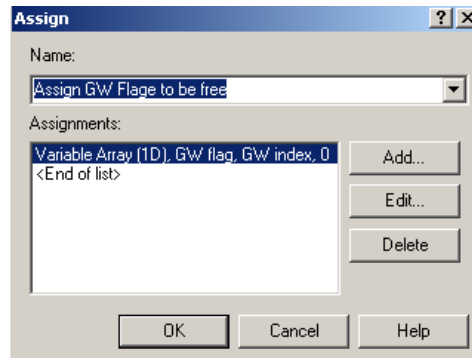 Assign
Name:
Assign GW Flage to be free
Assignments:
Variable Array (1D), GW flag, GW index, 0
<End of list>
Add...
Edit...
Delete
OK Cancel Help